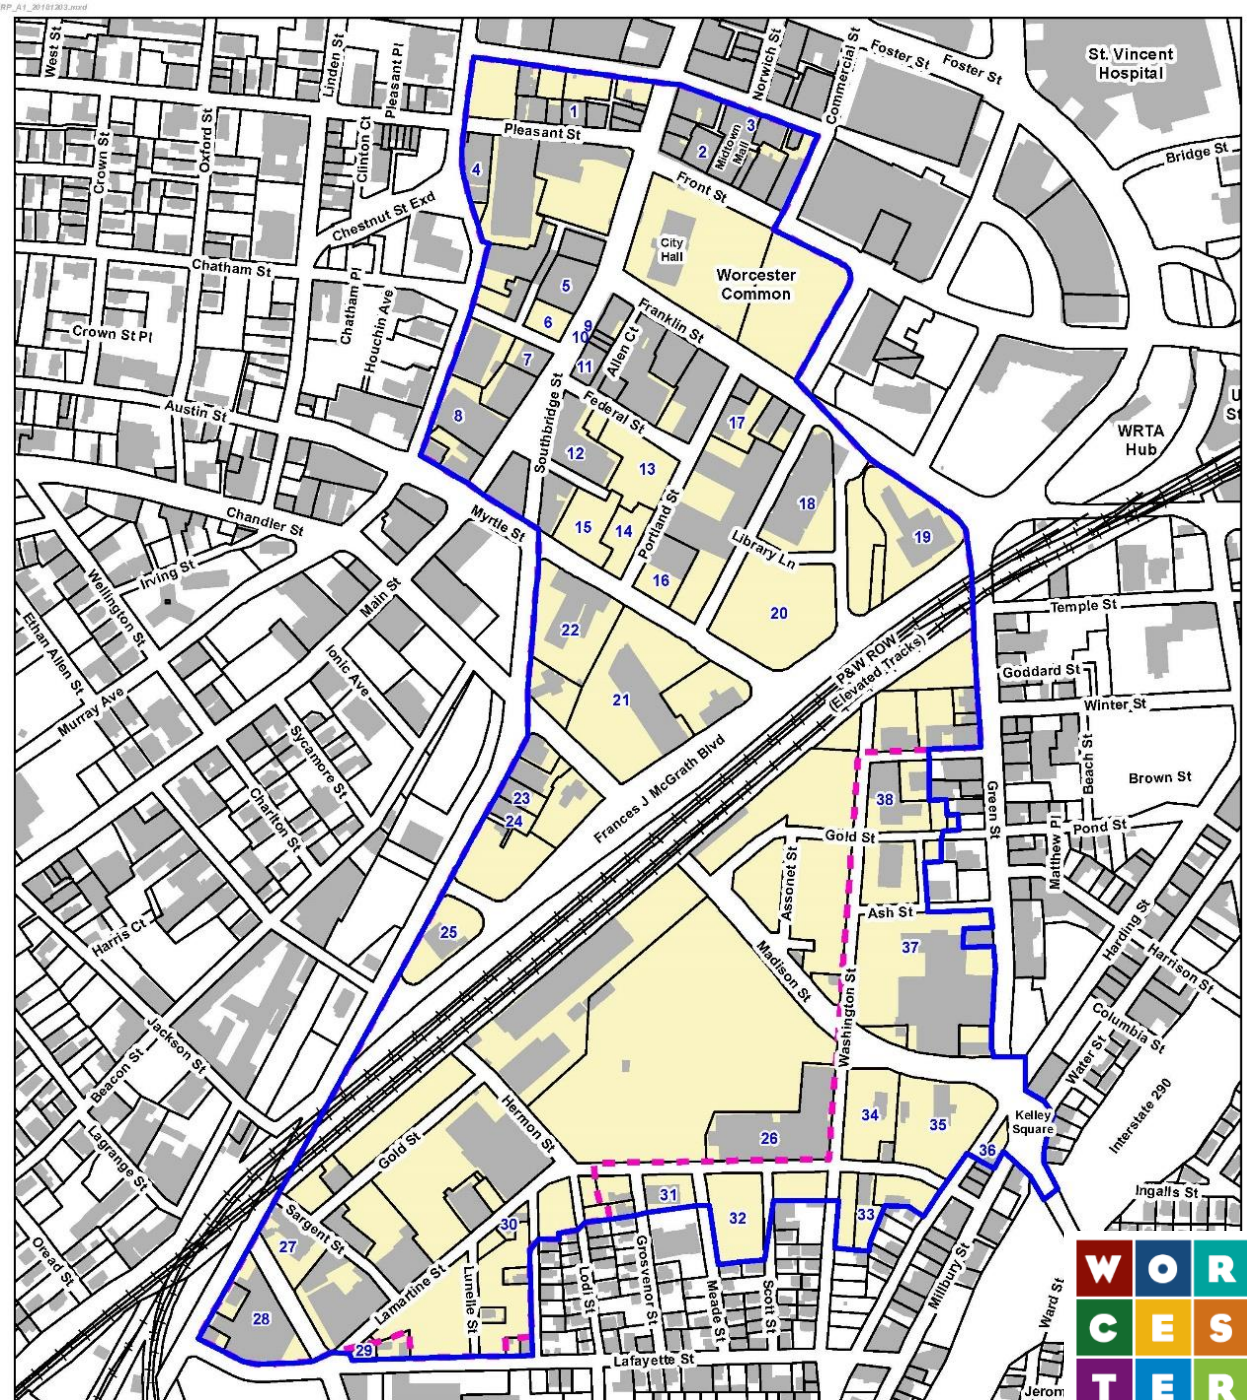 RP_A1_20101203.mxd
West St
Linden St
Pleasant Pl
Norwich St
Commercial St
Foster St
Foster St
St. Vincent
Hospital
Crown St
Oxford St
Clinton Ct
Pleasant St
1
2
3
Midtown
Mall
Bridge St
4
Front St
Chestnut St Exd
City
Hall
Chatham St
Worcester
Common
Chatham Pl
Houchin Ave
5
6
Crown St Pl
Franklin St
9
10
Allen Ct
11
7
Austin St
8
Southbridge St
Federal St
17
WRTA
Hub
U
St
12
13
Chandler St
Myrtle St
15
14
Portland St
18
19
Library Ln
Irving St
Main St
16
Wellington St
Ethan Allen St
22
20
Temple St
P&W ROW
(Elevated Tracks)
Ionic Ave
Goddard St
Murray Ave
21
Winter St
Sycamore St
Beach St
Brown St
Frances J McGrath Blvd
23
24
38
Green St
Charlton St
Gold St
Pond St
Matthew Pl
Assonet St
Ash St
Harris Ct
25
Madison St
37
Harding St
Harrison St
Washington St
Columbia St
Jackson St
Water St
Beacon St
Hermon St
34
35
Kelley
Square
Interstate 290
Lagrange St
Gold St
26
36
Ingalls St
31
Sargent St
30
32
33
Oread St
27
Lamartine St
Lunelle St
Lodi St
Grosvenor St
Meade St
Scott St
Millbury St
Ward St
28
29
Lafayette St
Jerom
W O R
C E S
T E R